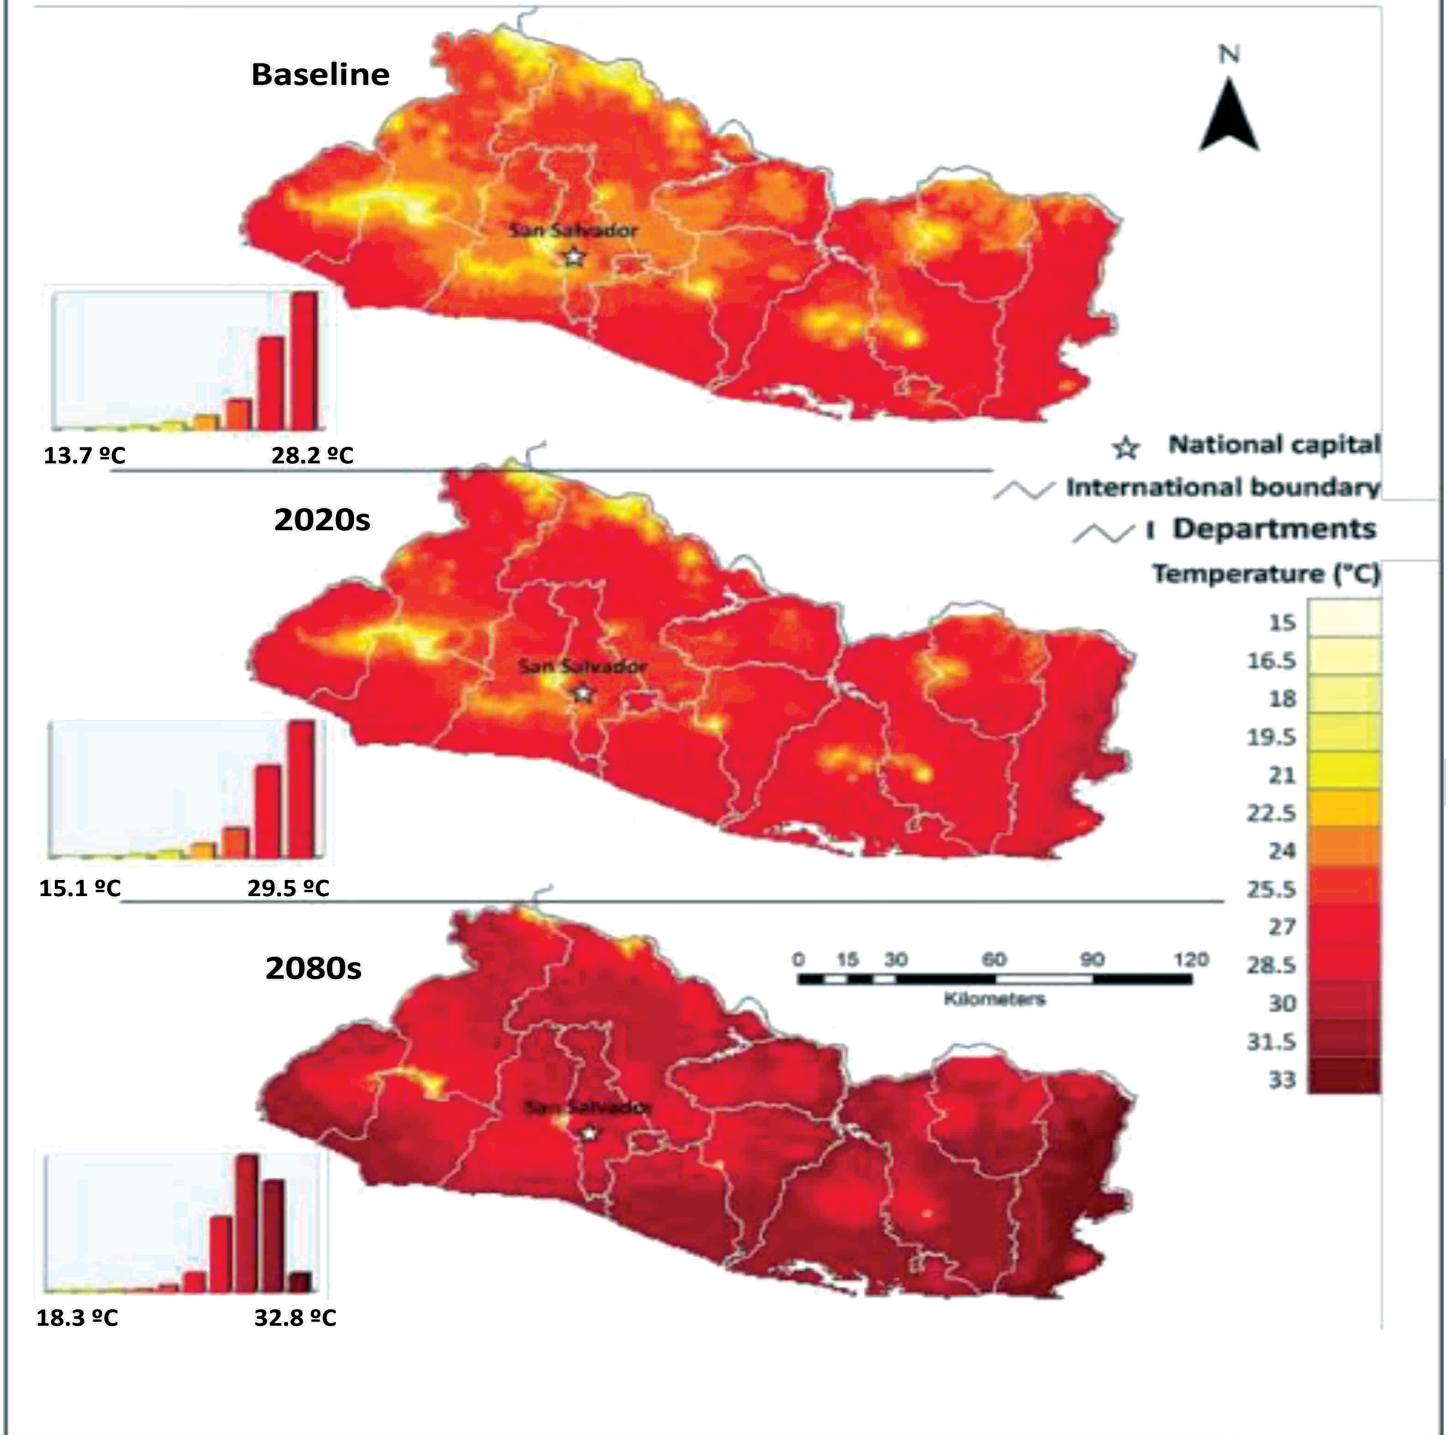 Baseline
N
San Salvador
13.7 ºC 28.2 ºC
National capital
International boundary
I Departments
Temperature (°C)
15
16.5
18
19.5
21
22.5
24
25.5
27
28.5
30
31.5
33
2020s
San Salvador
15.1 ºC 29.5 ºC
2080s
0 15 30 60 90 120
Kilometers
San Salvador
18.3 ºC 32.8 ºC